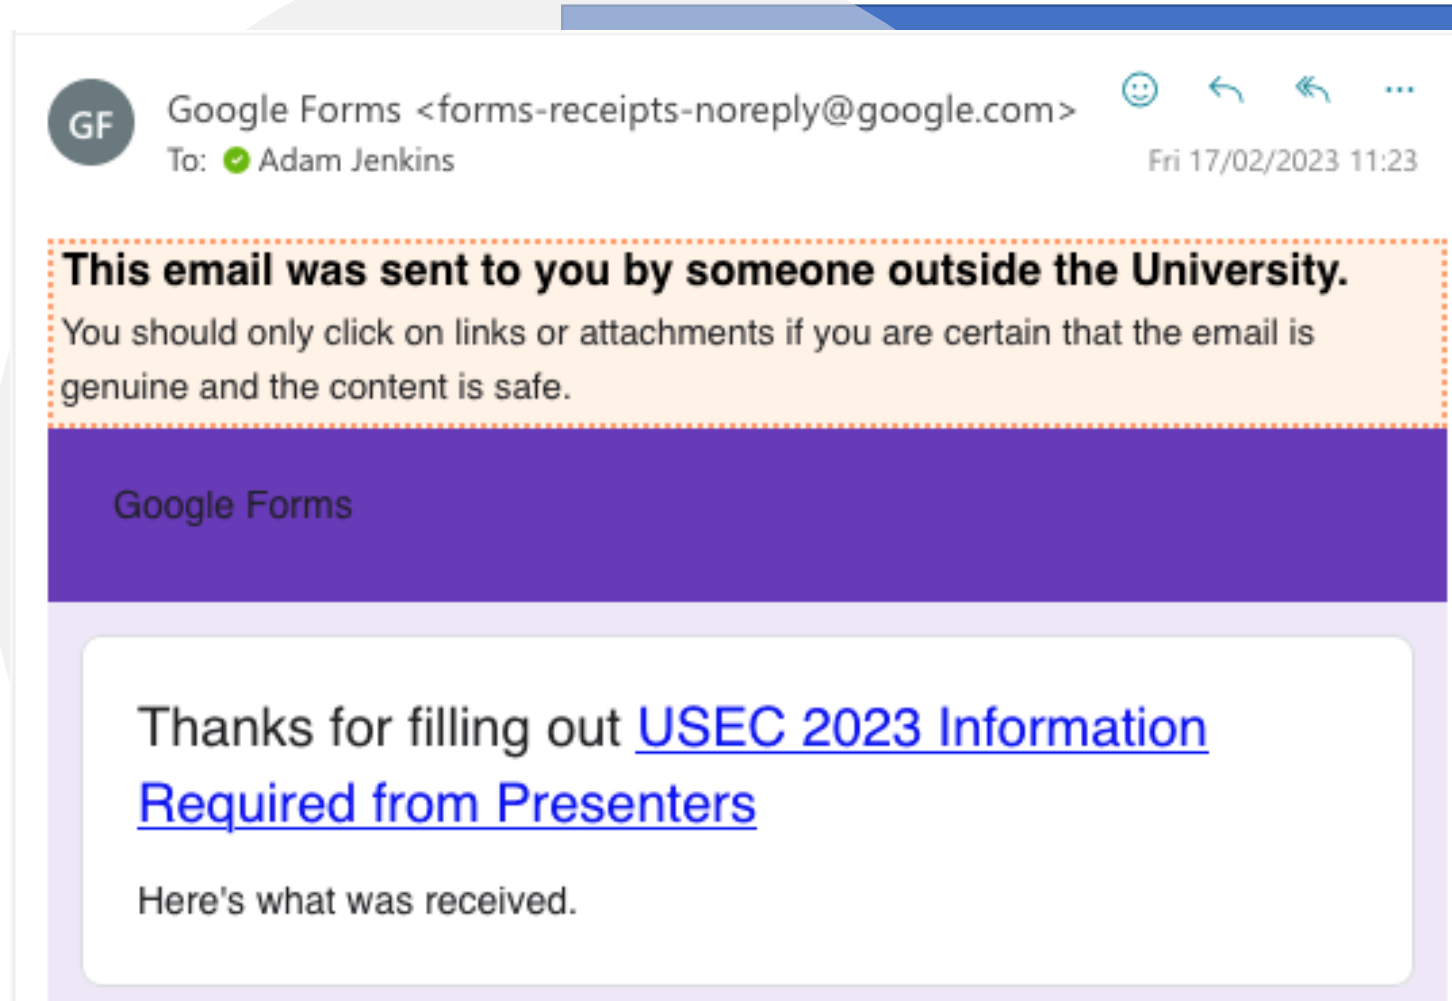 GF
Google Forms <forms-receipts-noreply@google.com>
To: Adam Jenkins
Fri 17/02/2023 11:23
This email was sent to you by someone outside the University.
You should only click on links or attachments if you are certain that the email is
genuine and the content is safe.
Google Forms
Thanks for filling out USEC 2023 Information
Required from Presenters
Here's what was received.